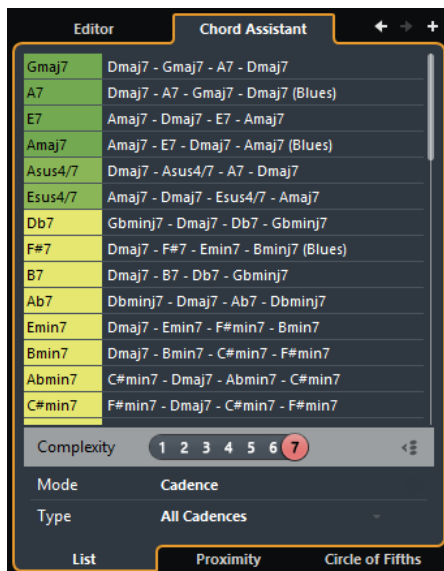 Editor Chord Assistant
Gmaj7 Dmaj7 - Gmaj7 - A7 - Dmaj7
A7 Dmaj7 - A7 - Gmaj7 - Dmaj7 (Blues)
E7 Amaj7 - Dmaj7 - E7 - Amaj7
Amaj7 Amaj7 - E7 - Dmaj7 - Amaj7 (Blues)
Asus4/7 Dmaj7 - Asus4/7 - A7 - Dmaj7
Esus4/7 Amaj7 - Dmaj7 - Esus4/7 - Amaj7
Db7 Gbminj7 - Dmaj7 - Db7 - Gbminj7
F#7 Dmaj7 - F#7 - Emin7 - Bminj7 (Blues)
B7 Dmaj7 - B7 - Db7 - Gbminj7
Ab7 Dbminj7 - Dmaj7 - Ab7 - Dbminj7
Emin7 Dmaj7 - Emin7 - F#min7 - Bmin7
Bmin7 Dmaj7 - Bmin7 - C#min7 - F#min7
Abmin7 C#min7 - Dmaj7 - Abmin7 - C#min7
C#min7 F#min7 - Dmaj7 - C#min7 - F#min7
Complexity 1 2 3 4 5 6 7
Mode Cadence
Type All Cadences
List Proximity Circle of Fifths